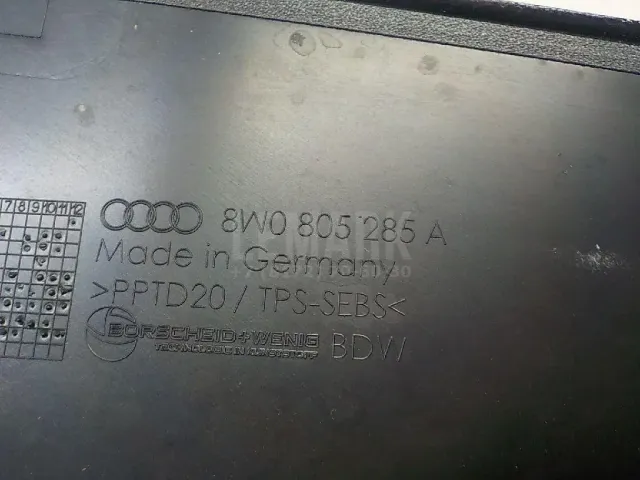 7 8 9 10 11 12
8W0 805 285 A
Made in Germany
>PPTD20 / TPS-SEBS<
BORSCHEID+WENIG
BDW